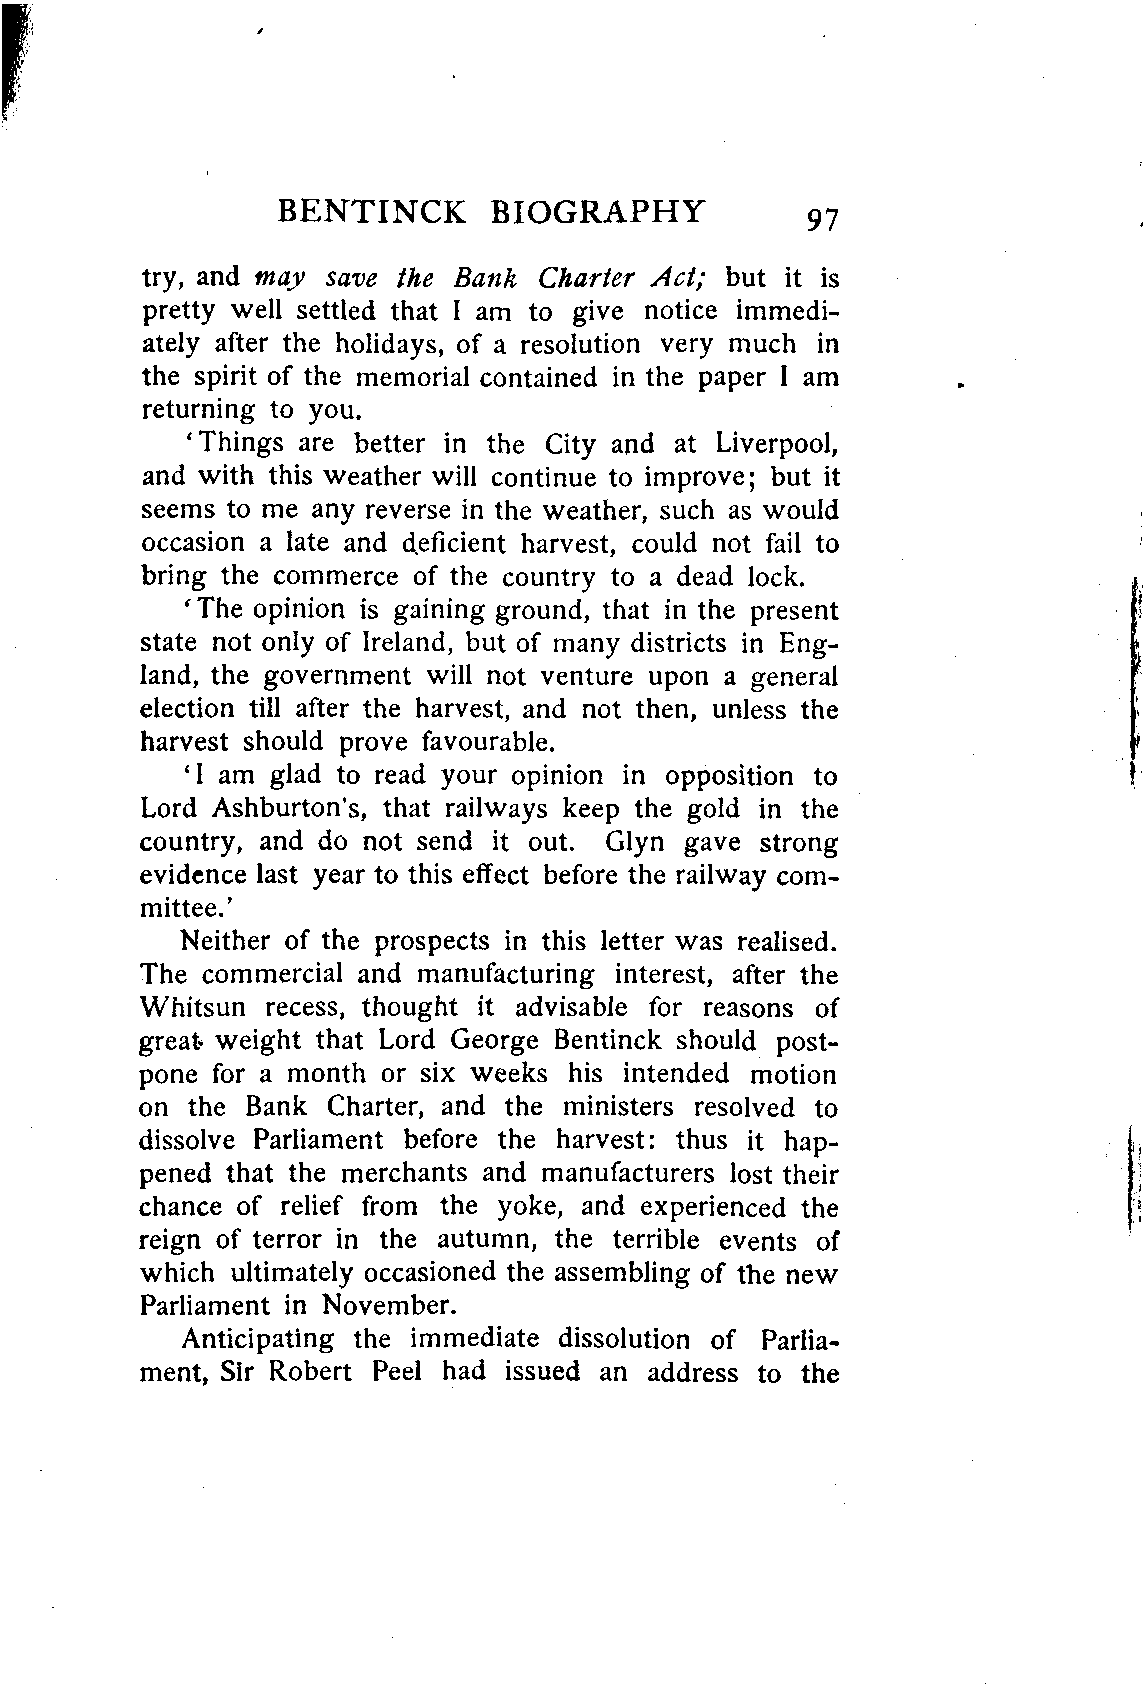 BENTINCK BIOGRAPHY 97
try, and may save the Bank Charter Act; but it is
pretty well settled that I am to give notice immedi-
ately after the holidays, of a resolution very much in
the spirit of the memorial contained in the paper I am
returning to you.
‘Things are better in the City and at Liverpool,
and with this weather will continue to improve; but it
seems to me any reverse in the weather, such as would
occasion a late and deficient harvest, could not fail to
bring the commerce of the country to a dead lock.
‘The opinion is gaining ground, that in the present
state not only of Ireland, but of many districts in Eng-
land, the government will not venture upon a general
election till after the harvest, and not then, unless the
harvest should prove favourable.
‘I am glad to read your opinion in opposition to
Lord Ashburton's, that railways keep the gold in the
country, and do not send it out. Glyn gave strong
evidence last year to this effect before the railway com-
mittee.’
Neither of the prospects in this letter was realised.
The commercial and manufacturing interest, after the
Whitsun recess, thought it advisable for reasons of
great weight that Lord George Bentinck should post-
pone for a month or six weeks his intended motion
on the Bank Charter, and the ministers resolved to
dissolve Parliament before the harvest: thus it hap-
pened that the merchants and manufacturers lost their
chance of relief from the yoke, and experienced the
reign of terror in the autumn, the terrible events of
which ultimately occasioned the assembling of the new
Parliament in November.
Anticipating the immediate dissolution of Parlia-
ment, Sir Robert Peel had issued an address to the